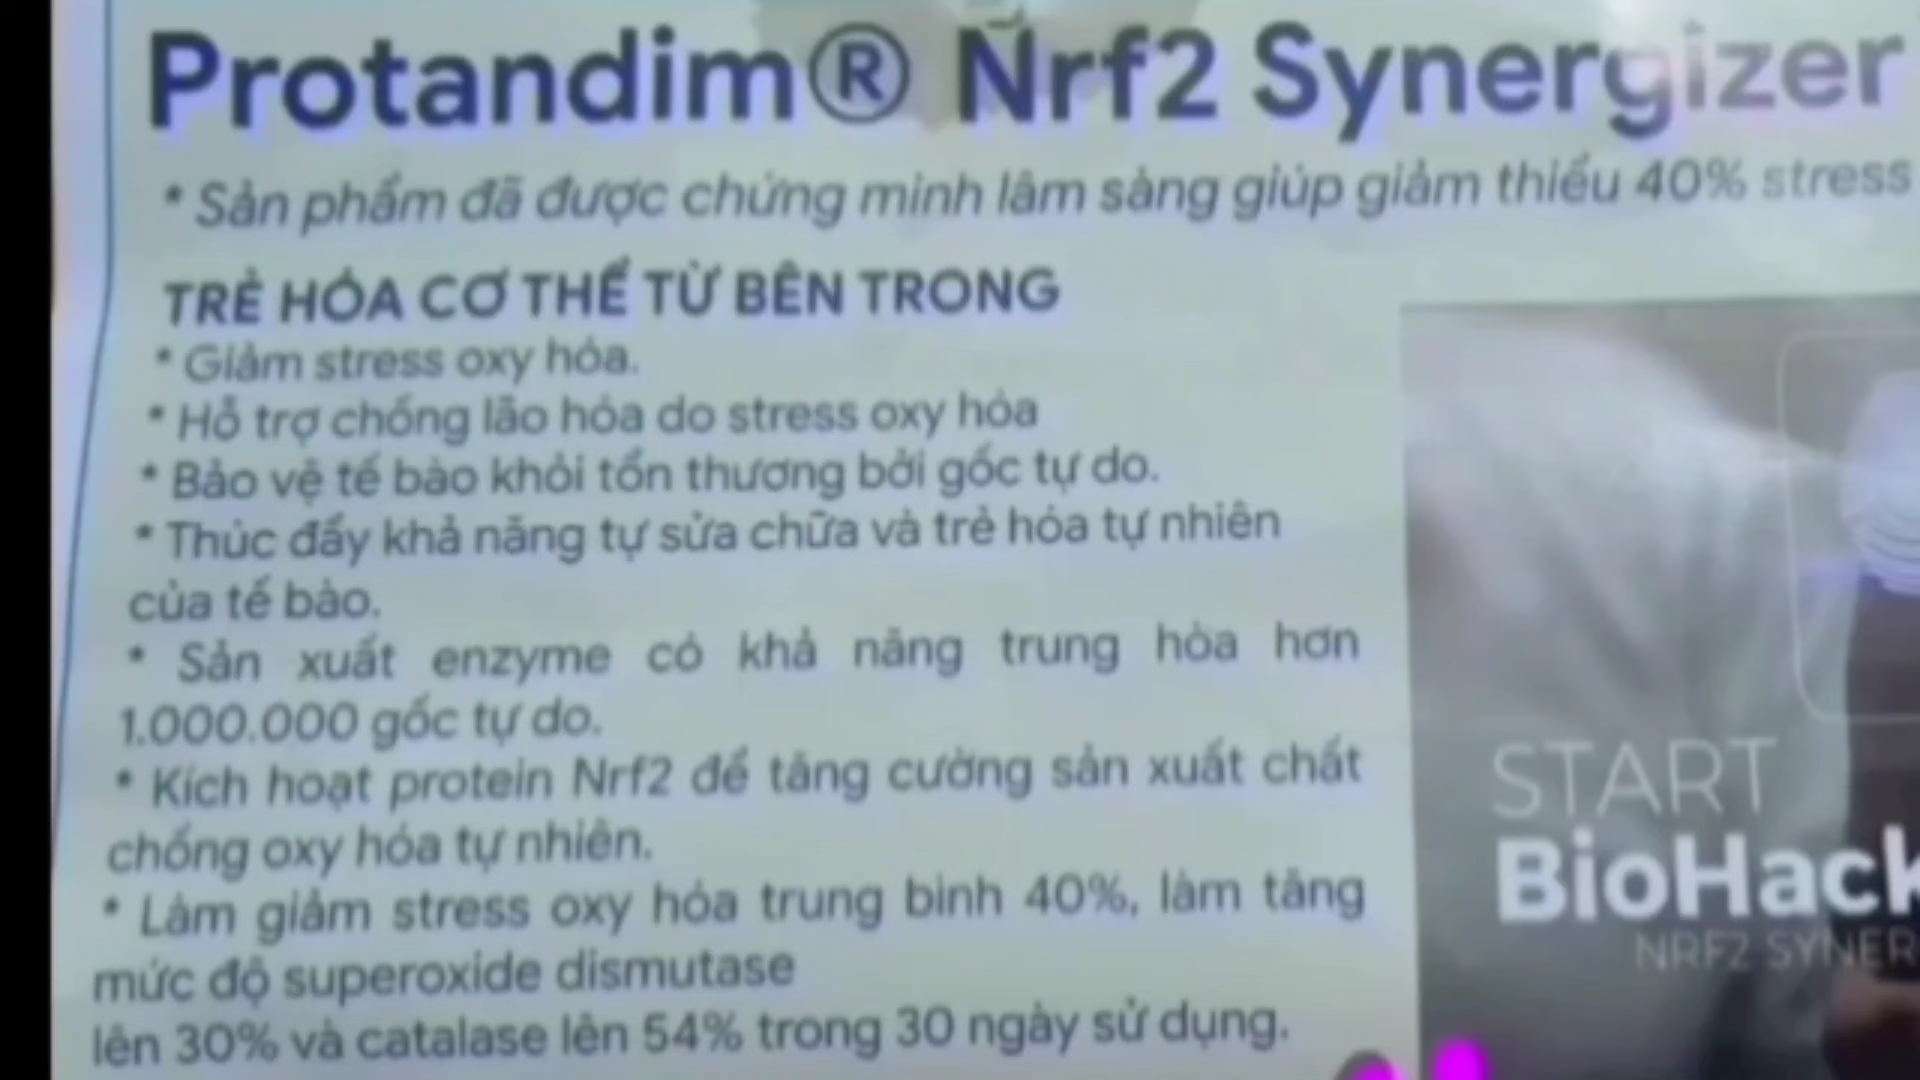 Protandim® Nrf2 Synergizer
* Sản phẩm đã được chứng minh lâm sàng giúp giảm thiểu 40% stress
TRẺ HÓA CƠ THỂ TỪ BÊN TRONG
* Giảm stress oxy hóa.
* Hỗ trợ chống lão hóa do stress oxy hóa
* Bảo vệ tế bào khỏi tổn thương bởi gốc tự do.
* Thúc đẩy khả năng tự sửa chữa và trẻ hóa tự nhiên
của tế bào.
* Sản xuất enzyme có khả năng trung hòa hơn
1.000.000 gốc tự do.
* Kích hoạt protein Nrf2 để tăng cường sản xuất chất
chống oxy hóa tự nhiên.
* Làm giảm stress oxy hóa trung bình 40%, làm tăng
mức độ superoxide dismutase
lên 30% và catalase lên 54% trong 30 ngày sử dụng.
START
BioHack
NRF2 SYNER